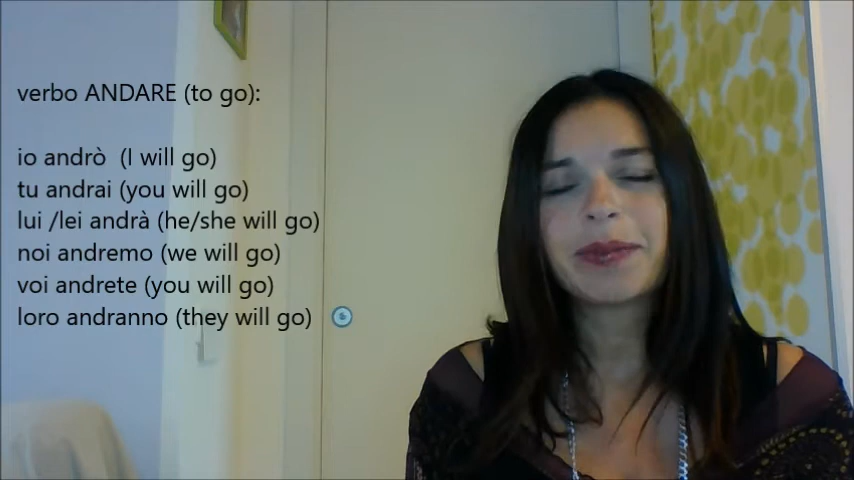 verbo ANDARE (to go):
io andrò (I will go)
tu andrai (you will go)
lui /lei andrà (he/she will go)
noi andremo (we will go)
voi andrete (you will go)
loro andranno (they will go)